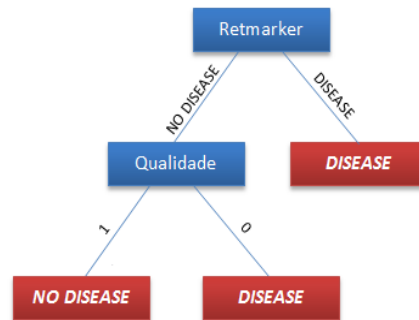 Retmarker
NO DISEASE
DISEASE
Qualidade
DISEASE
1
0
NO DISEASE
DISEASE